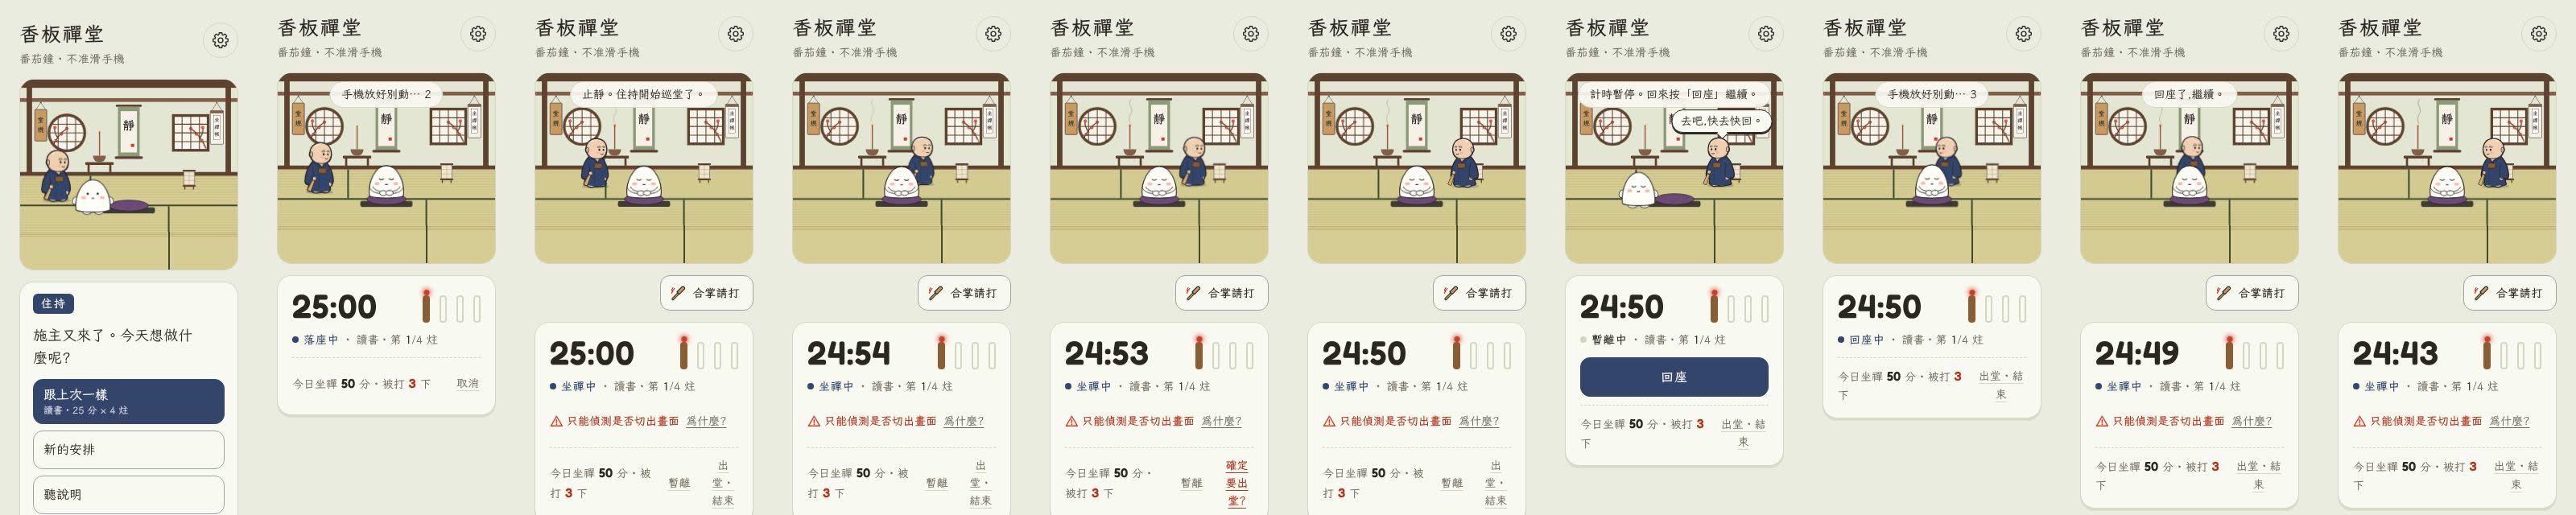 香板禪堂
番茄鐘・不准滑手機
靜
住持
施主又來了。今天想做什
麼呢?
跟上次一樣
讀書・25 分 × 4 炷
新的安排
聽說明
香板禪堂
番茄鐘・不准滑手機
手機放好別動… 2
靜
25:00
落座中 ・ 讀書・第 1/4 炷
今日坐禪 50 分・被打 3 下
取消
香板禪堂
番茄鐘・不准滑手機
止靜。住持開始巡堂了。
靜
合掌請打
25:00
坐禪中 ・ 讀書・第 1/4 炷
只能偵測是否切出畫面 爲什麼?
今日坐禪 50 分・被
打 3 下
暫離
出
堂・
結束
香板禪堂
番茄鐘・不准滑手機
靜
合掌請打
24:54
坐禪中 ・ 讀書・第 1/4 炷
只能偵測是否切出畫面 爲什麼?
今日坐禪 50 分・被
打 3 下
暫離
出
堂・
結束
香板禪堂
番茄鐘・不准滑手機
靜
合掌請打
24:53
坐禪中 ・ 讀書・第 1/4 炷
只能偵測是否切出畫面 爲什麼?
今日坐禪 50 分・
被打 3 下
暫離
確定
要出
堂?
香板禪堂
番茄鐘・不准滑手機
靜
合掌請打
24:50
坐禪中 ・ 讀書・第 1/4 炷
只能偵測是否切出畫面 爲什麼?
今日坐禪 50 分・被
打 3 下
暫離
出
堂・
結束
香板禪堂
番茄鐘・不准滑手機
計時暫停。回來按「回座」繼續。
去吧,快去快回。
24:50
暫離中 ・ 讀書・第 1/4 炷
回座
今日坐禪 50 分・被打 3
下
出堂・結
束
香板禪堂
番茄鐘・不准滑手機
手機放好別動… 3
靜
24:50
回座中 ・ 讀書・第 1/4 炷
今日坐禪 50 分・被打 3
下
出堂・結
束
香板禪堂
番茄鐘・不准滑手機
回座了,繼續。
靜
合掌請打
24:49
坐禪中 ・ 讀書・第 1/4 炷
只能偵測是否切出畫面 爲什麼?
今日坐禪 50 分・被打 3
下
出堂・結
束
香板禪堂
番茄鐘・不准滑手機
靜
合掌請打
24:43
坐禪中 ・ 讀書・第 1/4 炷
只能偵測是否切出畫面 爲什麼?
今日坐禪 50 分・被打 3
下
出堂・結
束